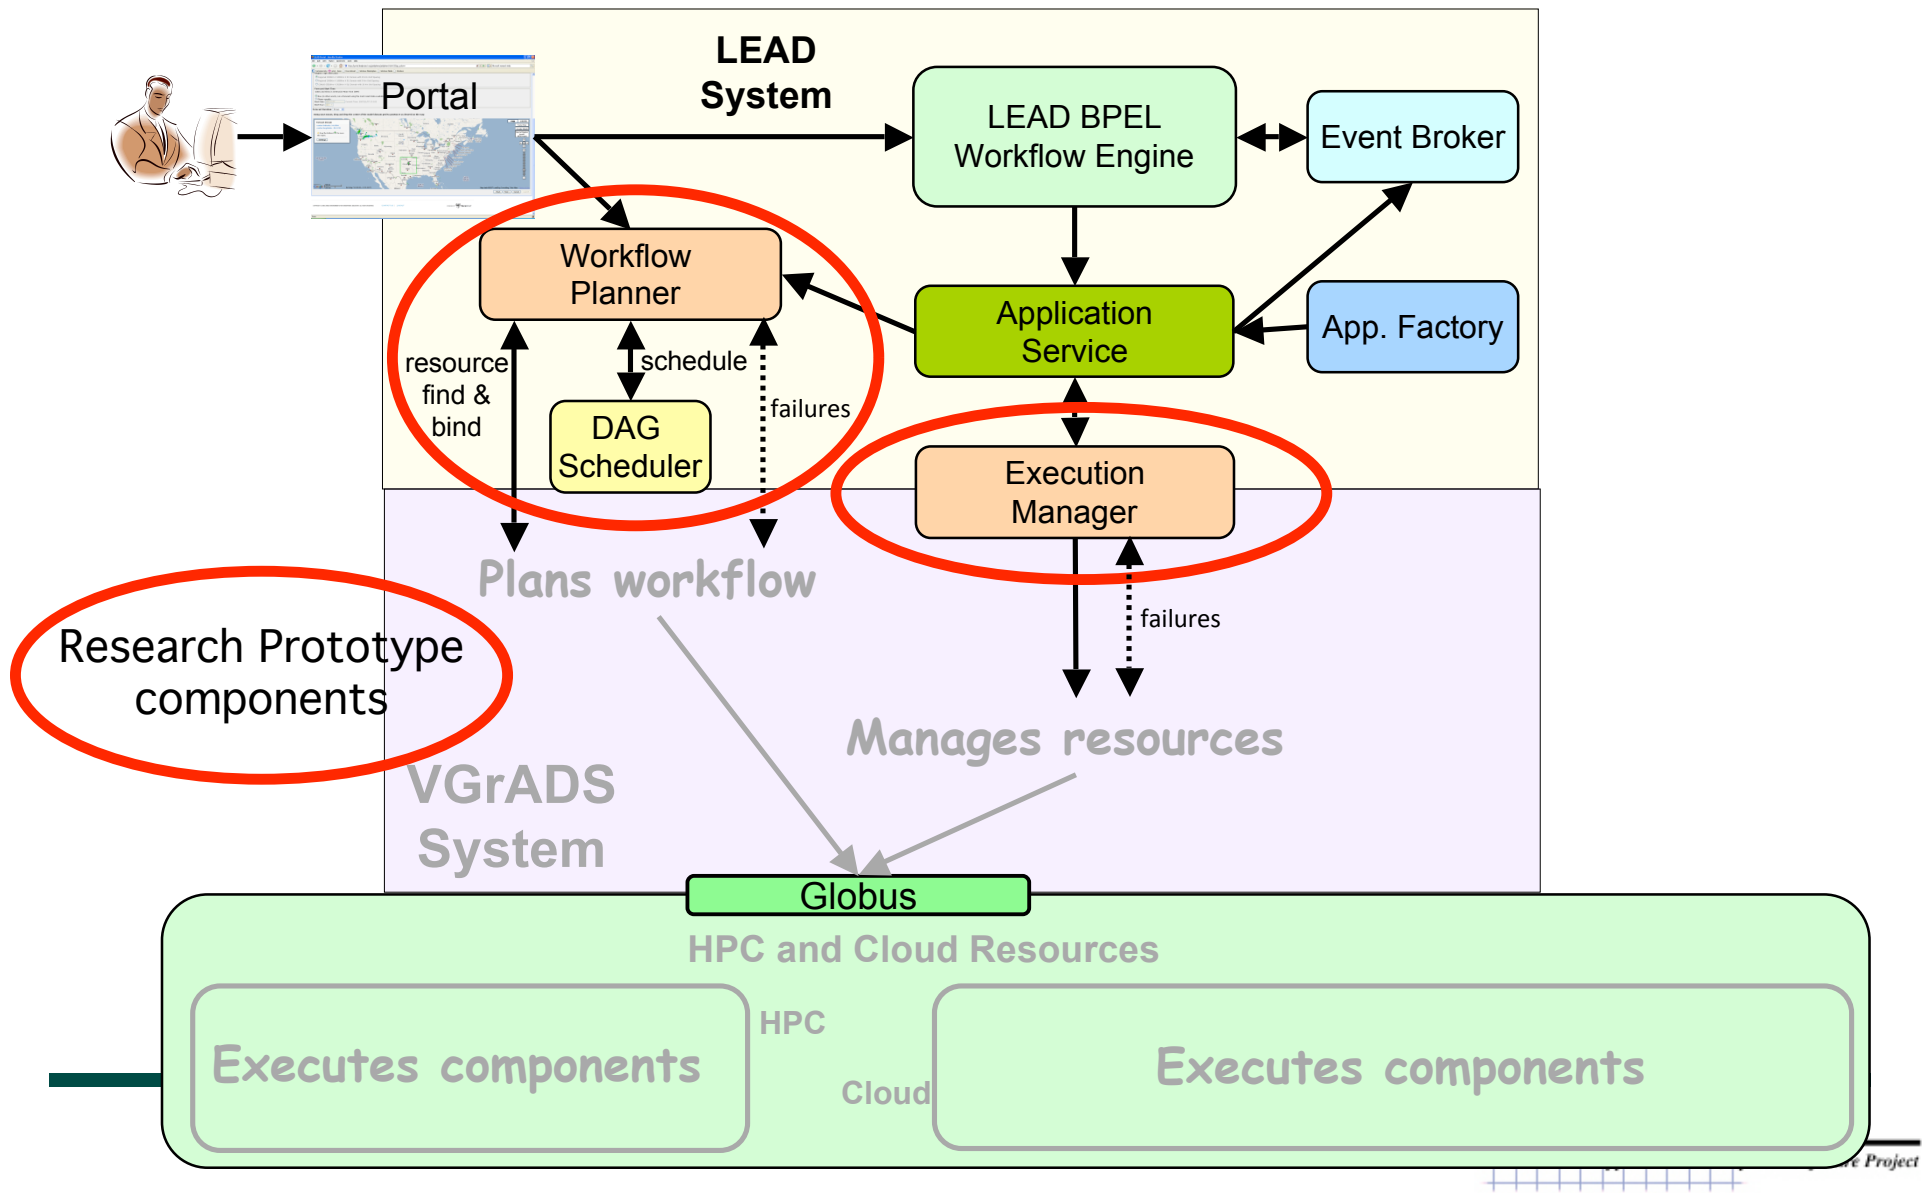 LEAD
System
Portal
LEAD BPEL
Workflow Engine
Event Broker
Workflow
Planner
Application
Service
App. Factory
resource
find &
bind
schedule
failures
DAG
Scheduler
Execution
Manager
Plans workflow
failures
Research Prototype
components
Manages resources
VGrADS
System
Globus
HPC and Cloud Resources
HPC
Executes components
Cloud
Executes components
Project